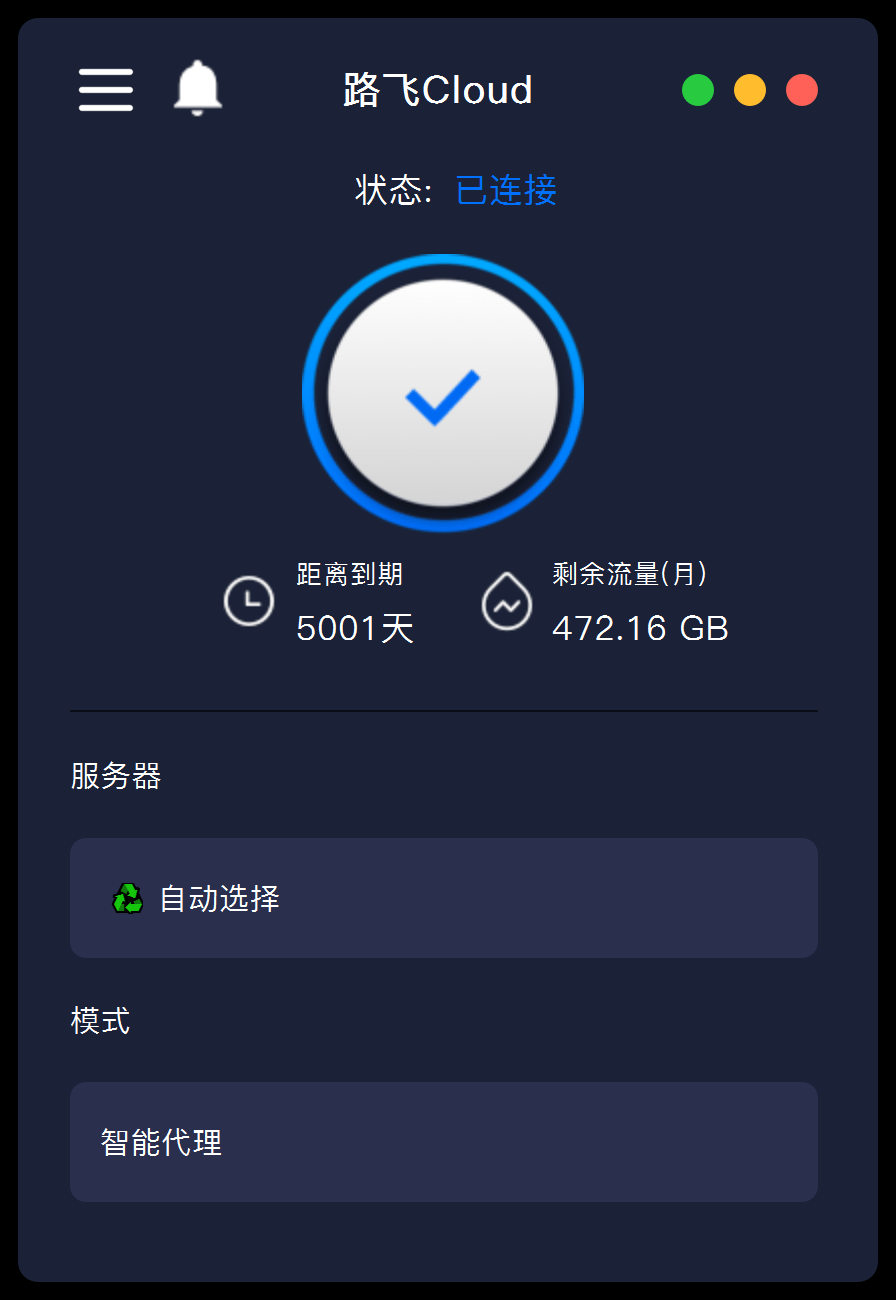 路飞Cloud
状态: 已连接
距离到期
5001天
剩余流量(月)
472.16 GB
服务器
自动选择
模式
智能代理